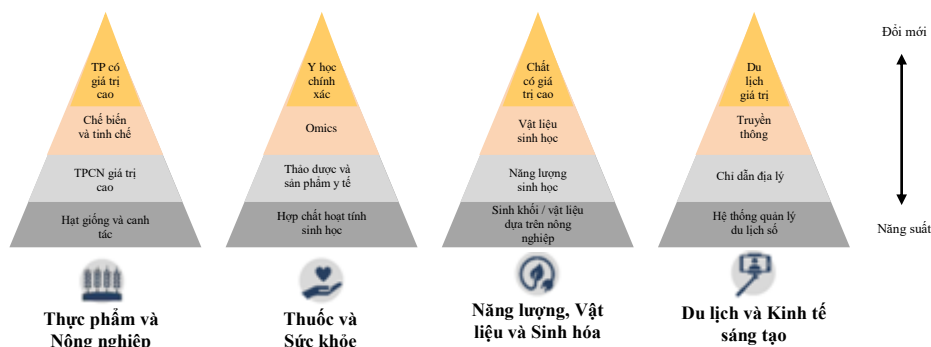 TP có
giá trị
cao
Chế biến
và tinh chế
TPCN giá trị
cao
Hạt giống và canh
tác
Thực phẩm và
Nông nghiệp
Y học
chính
xác
Omics
Thảo dược và
sản phẩm y tế
Hợp chất hoạt tính
sinh học
Thuốc và
Sức khỏe
Chất
có giá
trị cao
Vật liệu
sinh học
Năng lượng
sinh học
Sinh khối / vật liệu
dựa trên nông
nghiệp
Năng lượng, Vật
liệu và Sinh hóa
Du
lịch
giá trị
Truyền
thông
Chỉ dẫn địa lý
Hệ thống quản lý
du lịch số
Du lịch và Kinh tế
sáng tạo
Đổi mới
Năng suất